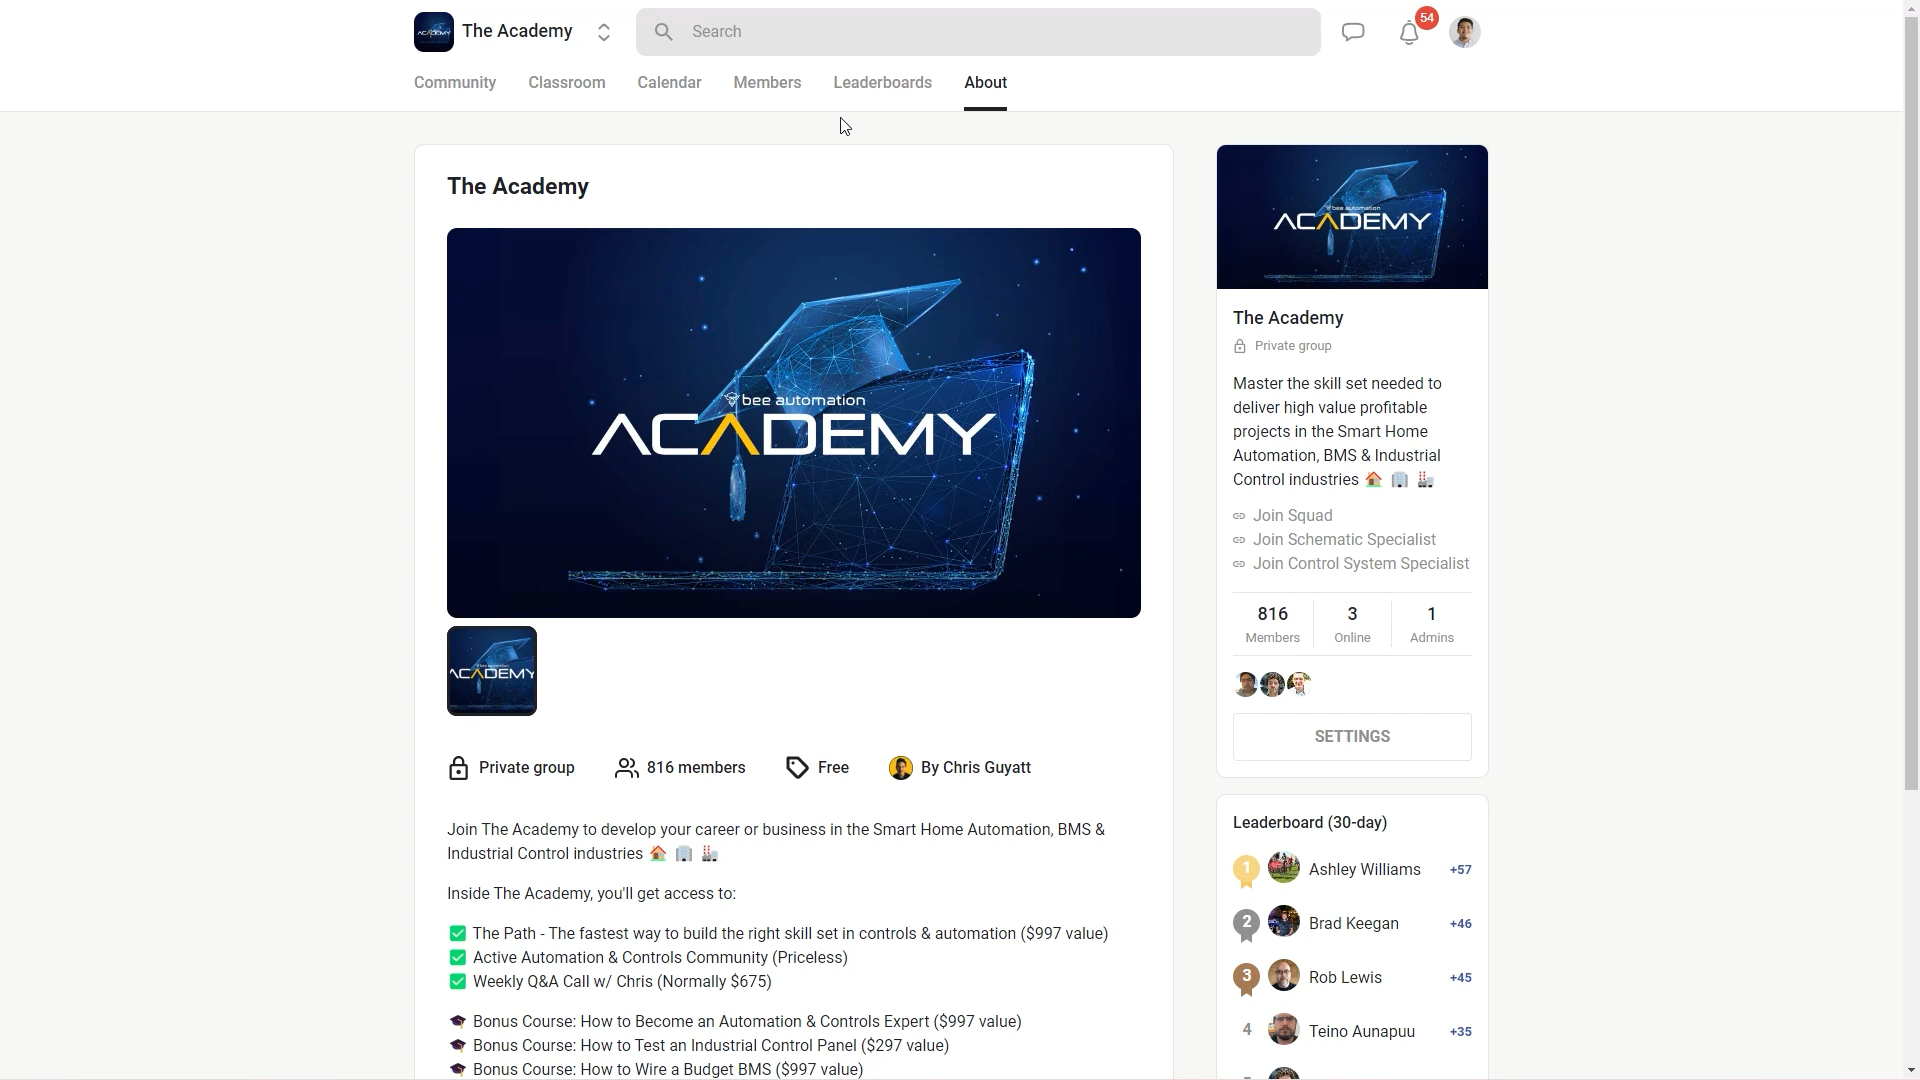 ACADEMY
The Academy
Search
54
Community
Classroom
Calendar
Members
Leaderboards
About
The Academy
bee automation
ACADEMY
ACADEMY
Private group
816 members
Free
By Chris Guyatt
Join The Academy to develop your career or business in the Smart Home Automation, BMS &
Industrial Control industries 🏠 🏢 🏭
Inside The Academy, you'll get access to:
✅ The Path - The fastest way to build the right skill set in controls & automation ($997 value)
✅ Active Automation & Controls Community (Priceless)
✅ Weekly Q&A Call w/ Chris (Normally $675)
🎓 Bonus Course: How to Become an Automation & Controls Expert ($997 value)
🎓 Bonus Course: How to Test an Industrial Control Panel ($297 value)
🎓 Bonus Course: How to Wire a Budget BMS ($997 value)
bee automation
ACADEMY
The Academy
Private group
Master the skill set needed to
deliver high value profitable
projects in the Smart Home
Automation, BMS & Industrial
Control industries 🏠 🏢 🏭
Join Squad
Join Schematic Specialist
Join Control System Specialist
816
Members
3
Online
1
Admins
SETTINGS
Leaderboard (30-day)
1 Ashley Williams +57
2 Brad Keegan +46
3 Rob Lewis +45
4 Teino Aunapuu +35